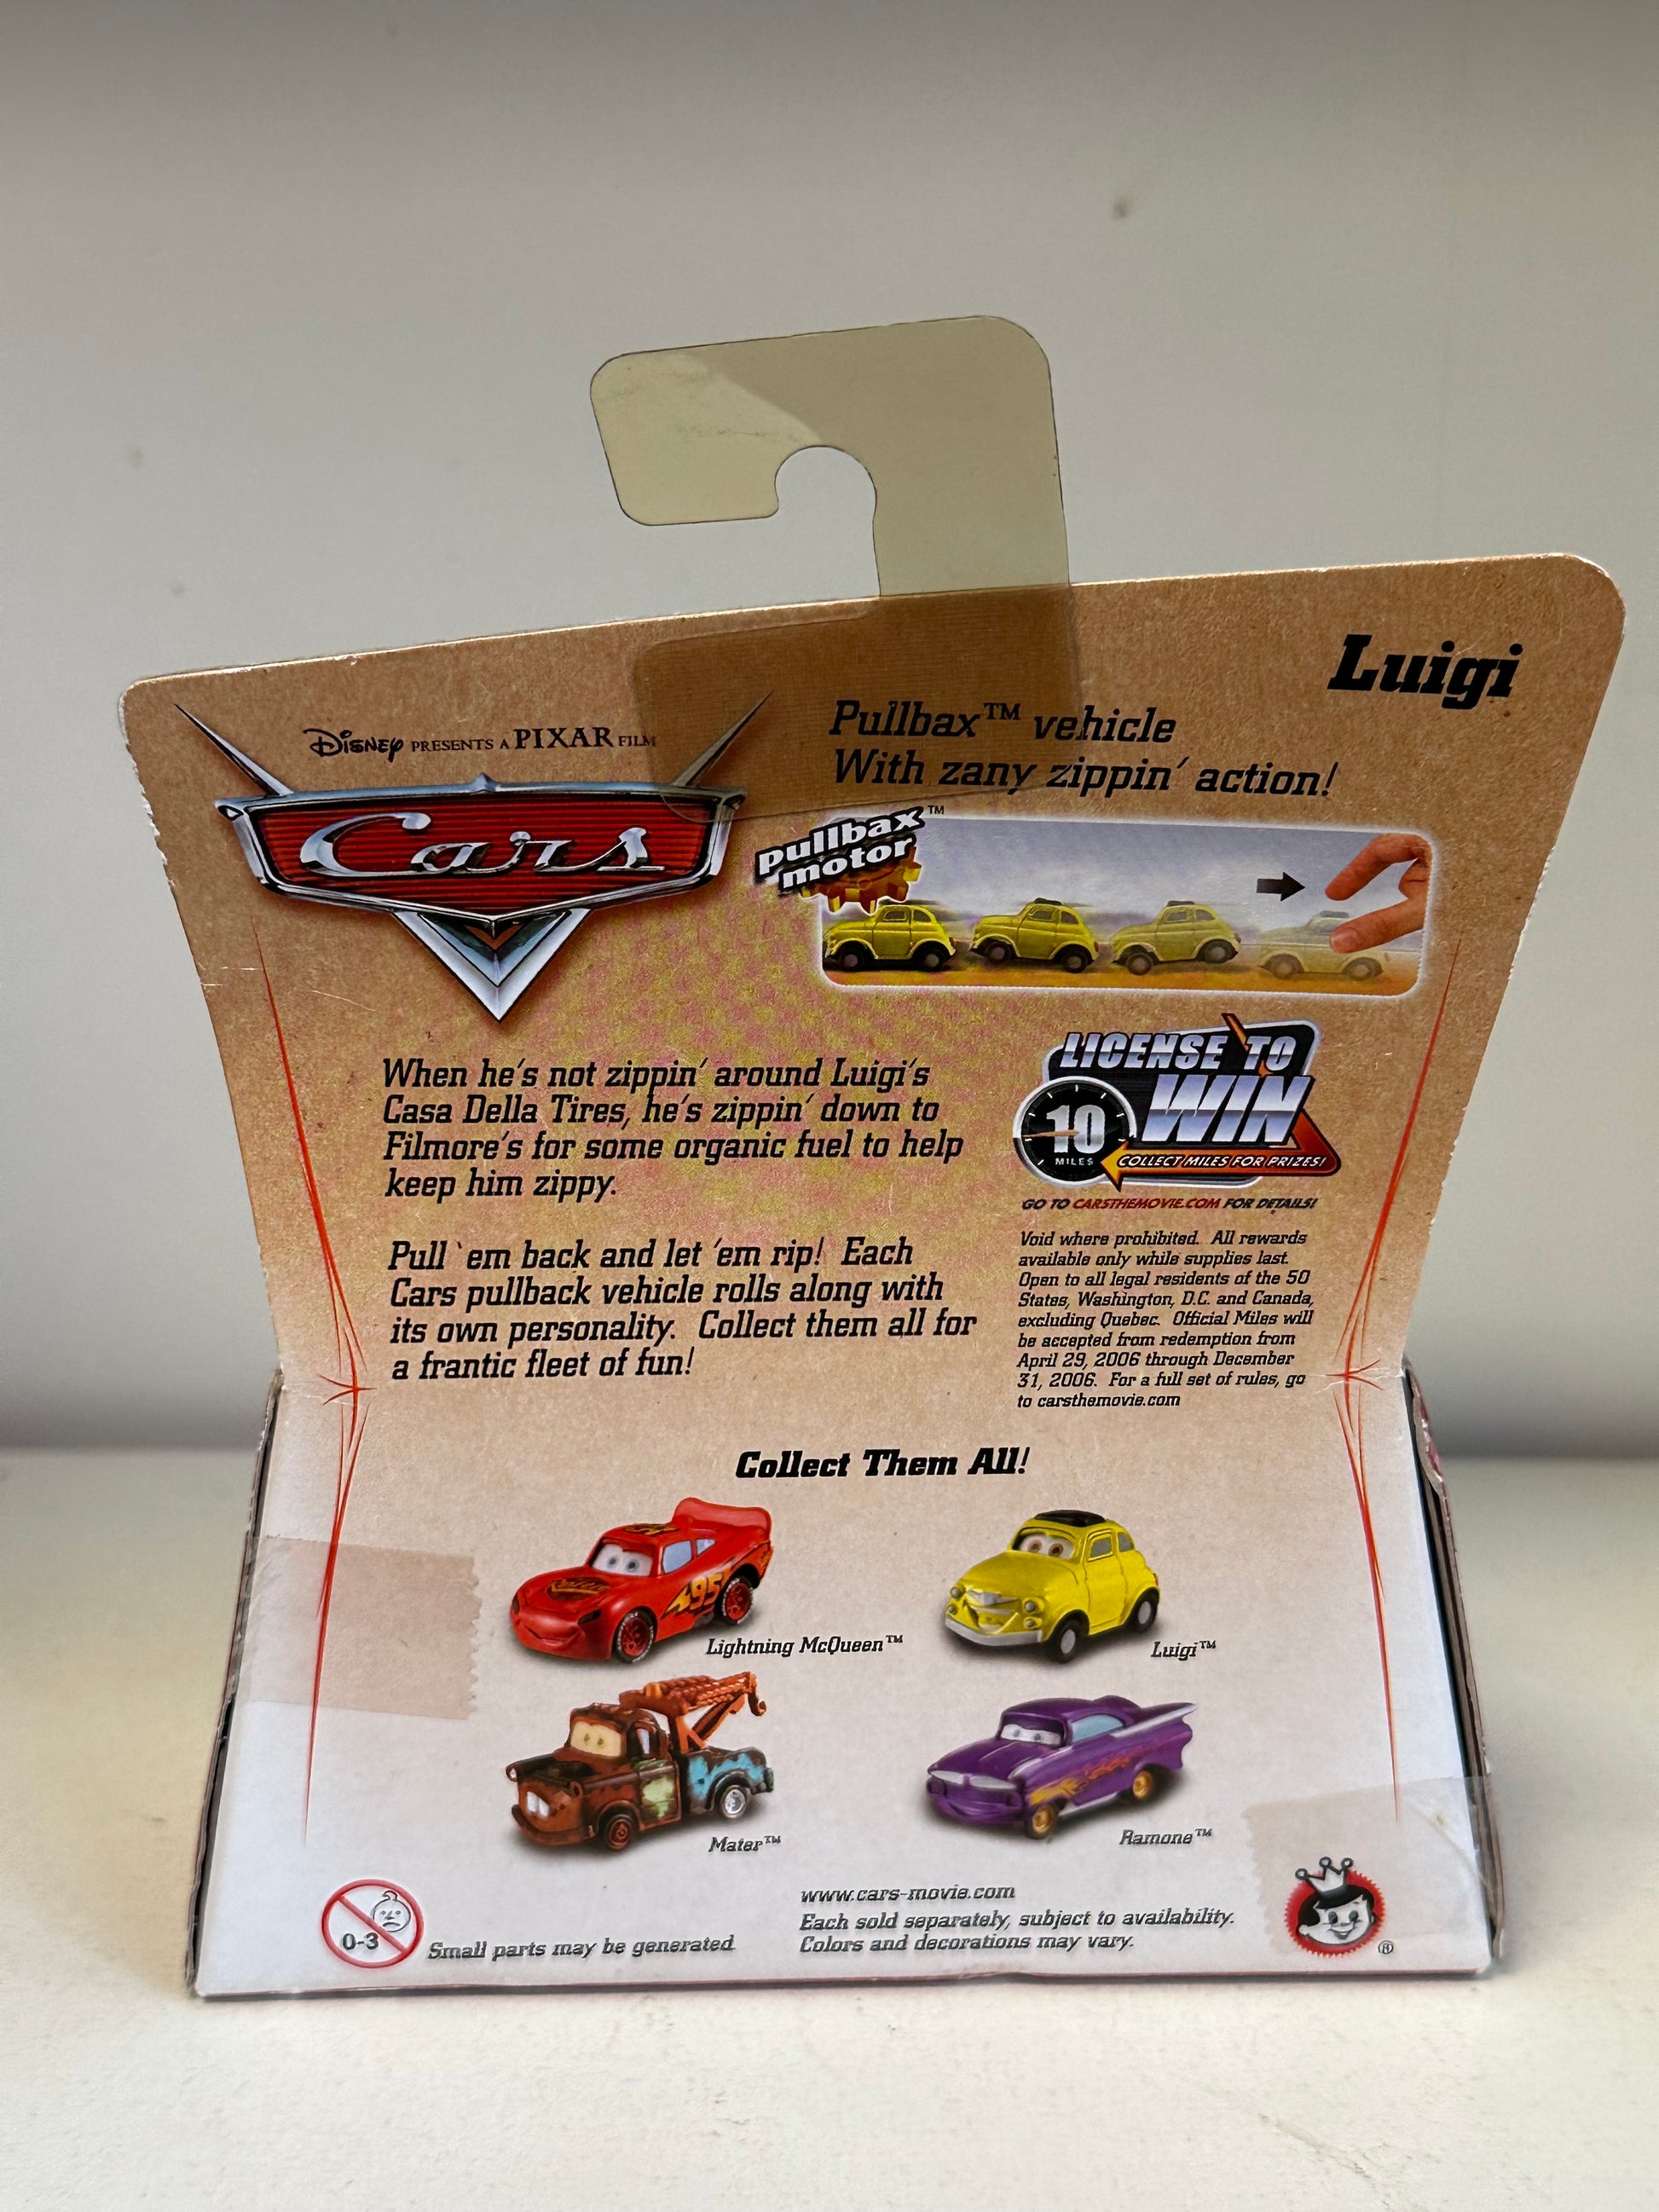 Luigi
DISNEY PRESENTS A PIXAR FILM
Cars
Pullbax™ vehicle
With zany zippin' action!
pullbax™
motor
When he's not zippin' around Luigi's
Casa Della Tires, he's zippin' down to
Filmore's for some organic fuel to help
keep him zippy.
Pull `em back and let 'em rip! Each
Cars pullback vehicle rolls along with
its own personality. Collect them all for
a frantic fleet of fun!
LICENSE TO
WIN
10
MILES
COLLECT MILES FOR PRIZES!
GO TO CARSTHEMOVIE.COM FOR DETAILS!
Void where prohibited. All rewards
available only while supplies last.
Open to all legal residents of the 50
States, Washington, D.C. and Canada,
excluding Quebec. Official Miles will
be accepted from redemption from
April 29, 2006 through December
31, 2006. For a full set of rules, go
to carsthemovie.com
Collect Them All!
95
Lightning McQueen™
Luigi™
Mater™
Ramone™
0-3
Small parts may be generated
www.cars-movie.com
Each sold separately, subject to availability.
Colors and decorations may vary.
®